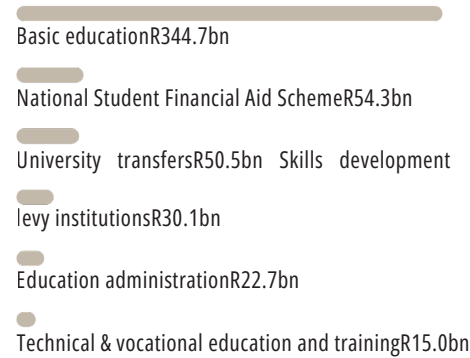 Basic educationR344.7bn
National Student Financial Aid SchemeR54.3bn
University transfersR50.5bn Skills development
levy institutionsR30.1bn
Education administrationR22.7bn
Technical & vocational education and trainingR15.0bn